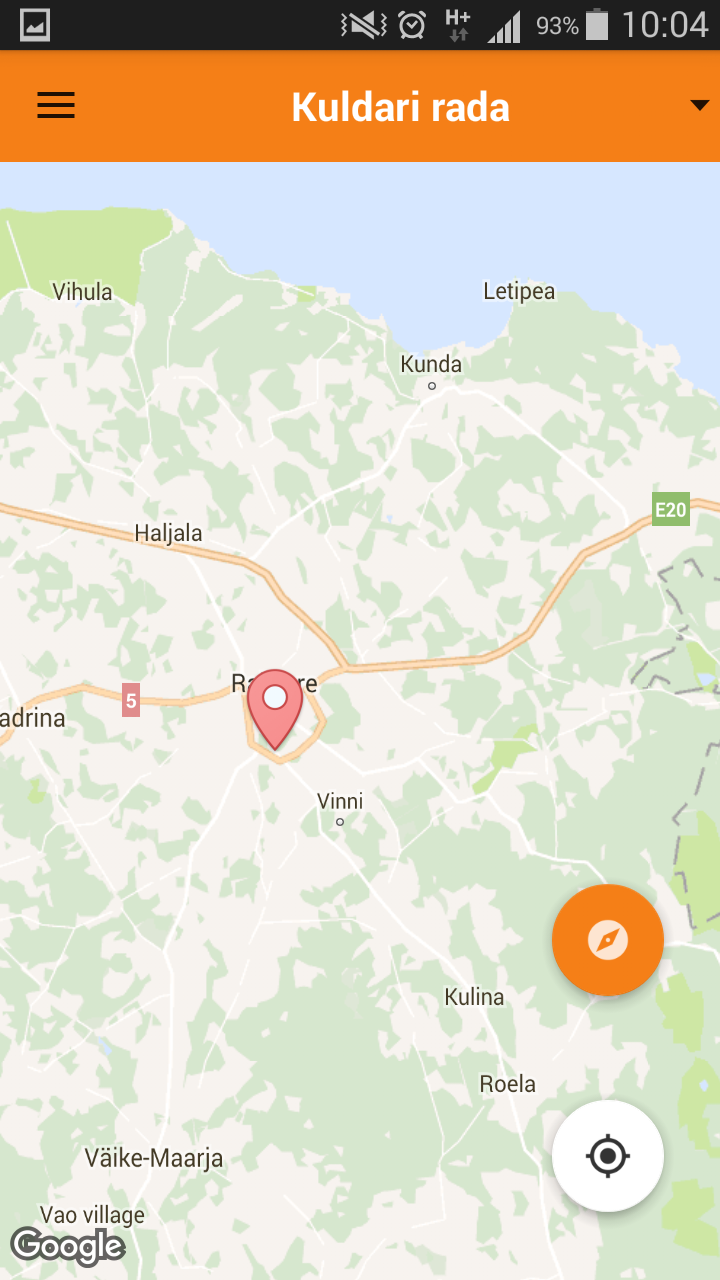 H+ 93% 10:04
Kuldari rada
Vihula
Letipea
Kunda
E20
Haljala
5
adrina
Vinni
Kulina
Roela
Väike-Maarja
Vao village
Google